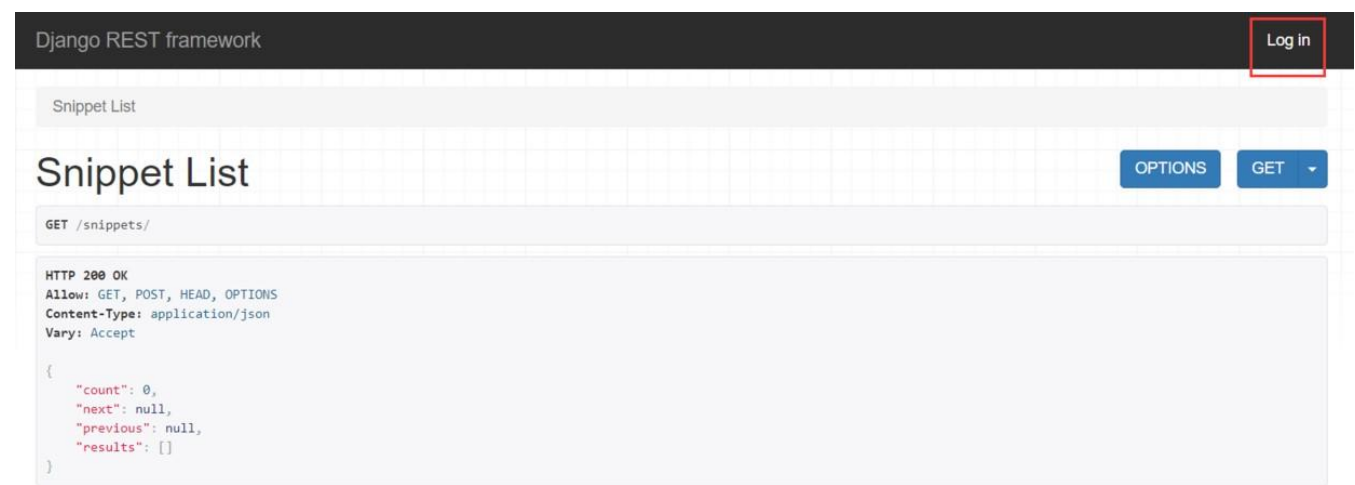 Django REST framework
Log in
Snippet List
Snippet List
OPTIONS
GET
GET /snippets/
HTTP 200 OK
Allow: GET, POST, HEAD, OPTIONS
Content-Type: application/json
Vary: Accept
{
    "count": 0,
    "next": null,
    "previous": null,
    "results": []
}